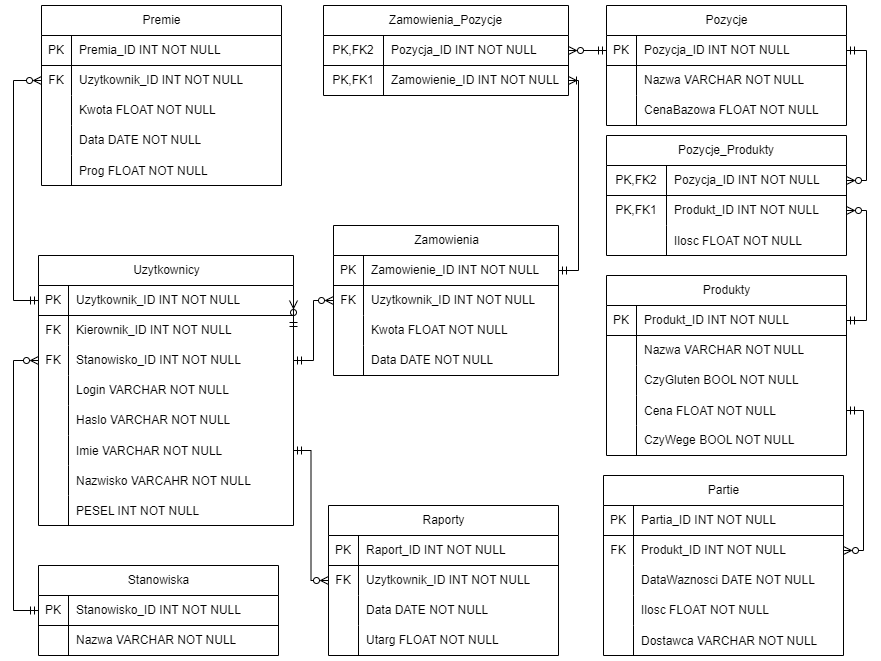 Premie
PK Premia_ID INT NOT NULL
FK Uzytkownik_ID INT NOT NULL
Kwota FLOAT NOT NULL
Data DATE NOT NULL
Prog FLOAT NOT NULL
Zamowienia_Pozycje
PK,FK2 Pozycja_ID INT NOT NULL
PK,FK1 Zamowienie_ID INT NOT NULL
Pozycje
PK Pozycja_ID INT NOT NULL
Nazwa VARCHAR NOT NULL
CenaBazowa FLOAT NOT NULL
Pozycje_Produkty
PK,FK2 Pozycja_ID INT NOT NULL
PK,FK1 Produkt_ID INT NOT NULL
Ilosc FLOAT NOT NULL
Uzytkownicy
PK Uzytkownik_ID INT NOT NULL
FK Kierownik_ID INT NOT NULL
FK Stanowisko_ID INT NOT NULL
Login VARCHAR NOT NULL
Haslo VARCHAR NOT NULL
Imie VARCHAR NOT NULL
Nazwisko VARCAHR NOT NULL
PESEL INT NOT NULL
Zamowienia
PK Zamowienie_ID INT NOT NULL
FK Uzytkownik_ID INT NOT NULL
Kwota FLOAT NOT NULL
Data DATE NOT NULL
Produkty
PK Produkt_ID INT NOT NULL
Nazwa VARCHAR NOT NULL
CzyGluten BOOL NOT NULL
Cena FLOAT NOT NULL
CzyWege BOOL NOT NULL
Stanowiska
PK Stanowisko_ID INT NOT NULL
Nazwa VARCHAR NOT NULL
Raporty
PK Raport_ID INT NOT NULL
FK Uzytkownik_ID INT NOT NULL
Data DATE NOT NULL
Utarg FLOAT NOT NULL
Partie
PK Partia_ID INT NOT NULL
FK Produkt_ID INT NOT NULL
DataWaznosci DATE NOT NULL
Ilosc FLOAT NOT NULL
Dostawca VARCHAR NOT NULL